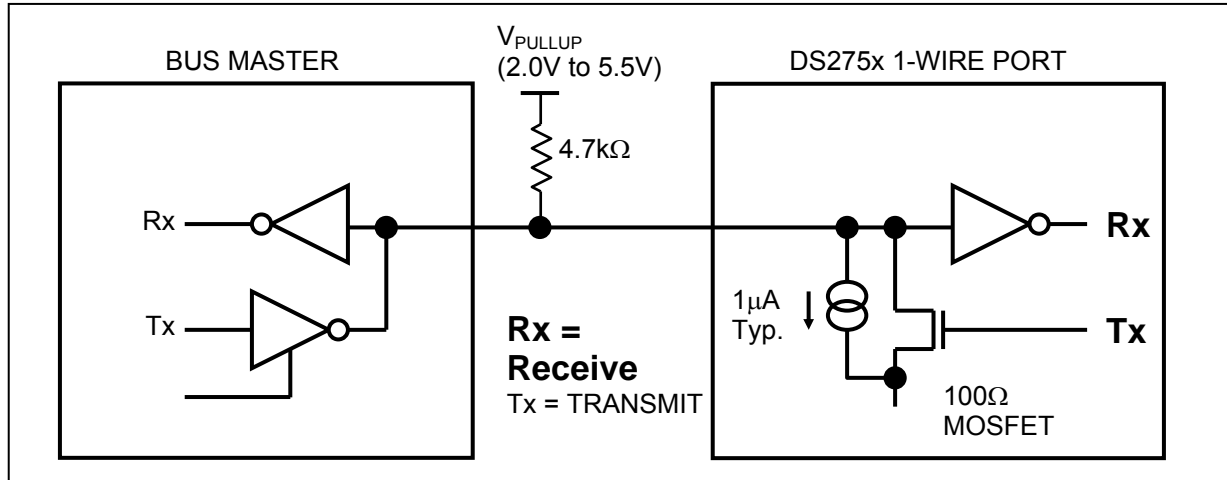 BUS MASTER
VPULLUP
(2.0V to 5.5V)
DS275x 1-WIRE PORT
4.7kΩ
Rx
Rx
1μA
Typ.
Tx
Tx
Rx =
Receive
Tx = TRANSMIT
100Ω
MOSFET